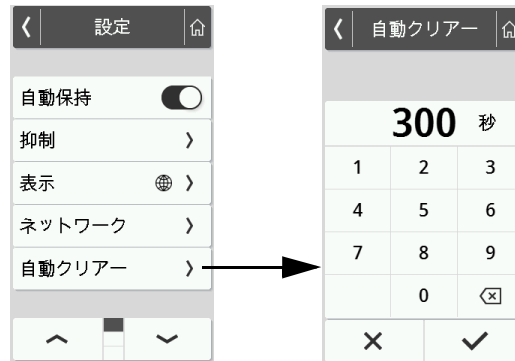 設定
自動保持
抑制
表示
ネットワーク
自動クリアー
自動クリアー
300 秒
1 2 3
4 5 6
7 8 9
0